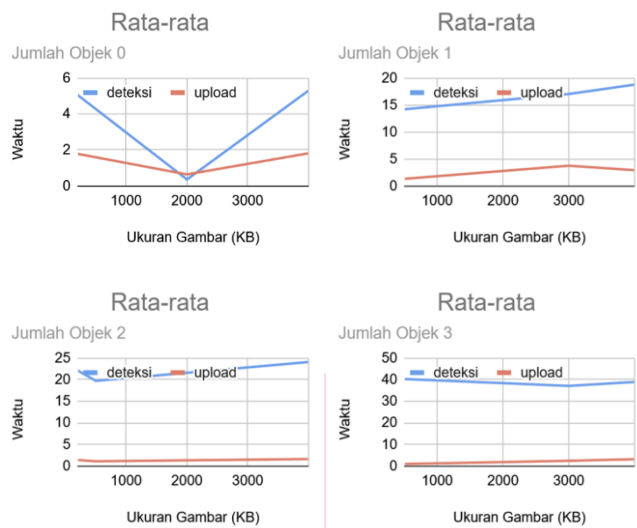 Rata-rata
Jumlah Objek 0
6
4
2
0
deteksi
upload
Waktu
1000
2000
3000
Ukuran Gambar (KB)
Rata-rata
Jumlah Objek 1
20
15
10
5
0
deteksi
upload
Waktu
1000
2000
3000
Ukuran Gambar (KB)
Rata-rata
Jumlah Objek 2
25
20
15
10
5
0
deteksi
upload
Waktu
1000
2000
3000
Ukuran Gambar (KB)
Rata-rata
Jumlah Objek 3
50
40
30
20
10
0
deteksi
upload
Waktu
1000
2000
3000
Ukuran Gambar (KB)